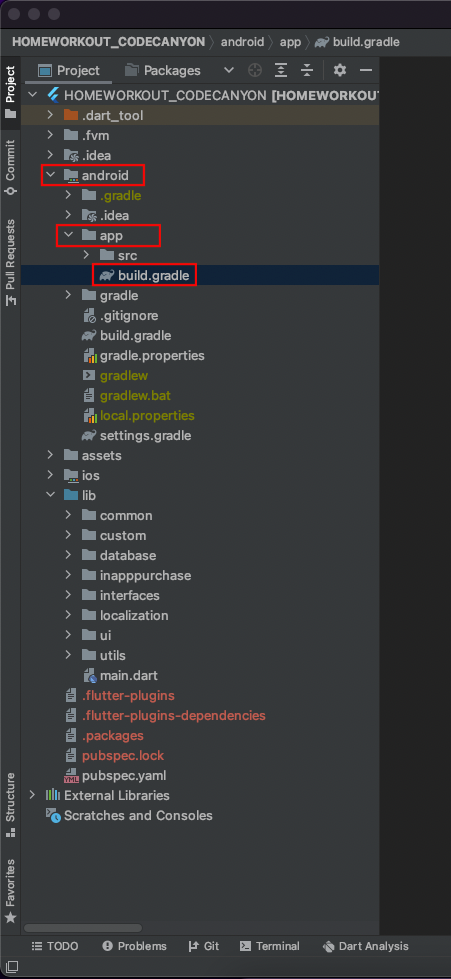 HOMEWORKOUT_CODECANYON android app build.gradle
Project Packages
HOMEWORKOUT_CODECANYON [HOMEWORKOUT
.dart_tool
.fvm
.idea
android
.gradle
.idea
app
src
build.gradle
gradle
.gitignore
build.gradle
gradle.properties
gradlew
gradlew.bat
local.properties
settings.gradle
assets
ios
lib
common
custom
database
inapppurchase
interfaces
localization
ui
utils
main.dart
.flutter-plugins
.flutter-plugins-dependencies
.packages
pubspec.lock
YML pubspec.yaml
External Libraries
Scratches and Consoles
Project
Commit
Pull Requests
Structure
Favorites
TODO Problems Git Terminal Dart Analysis